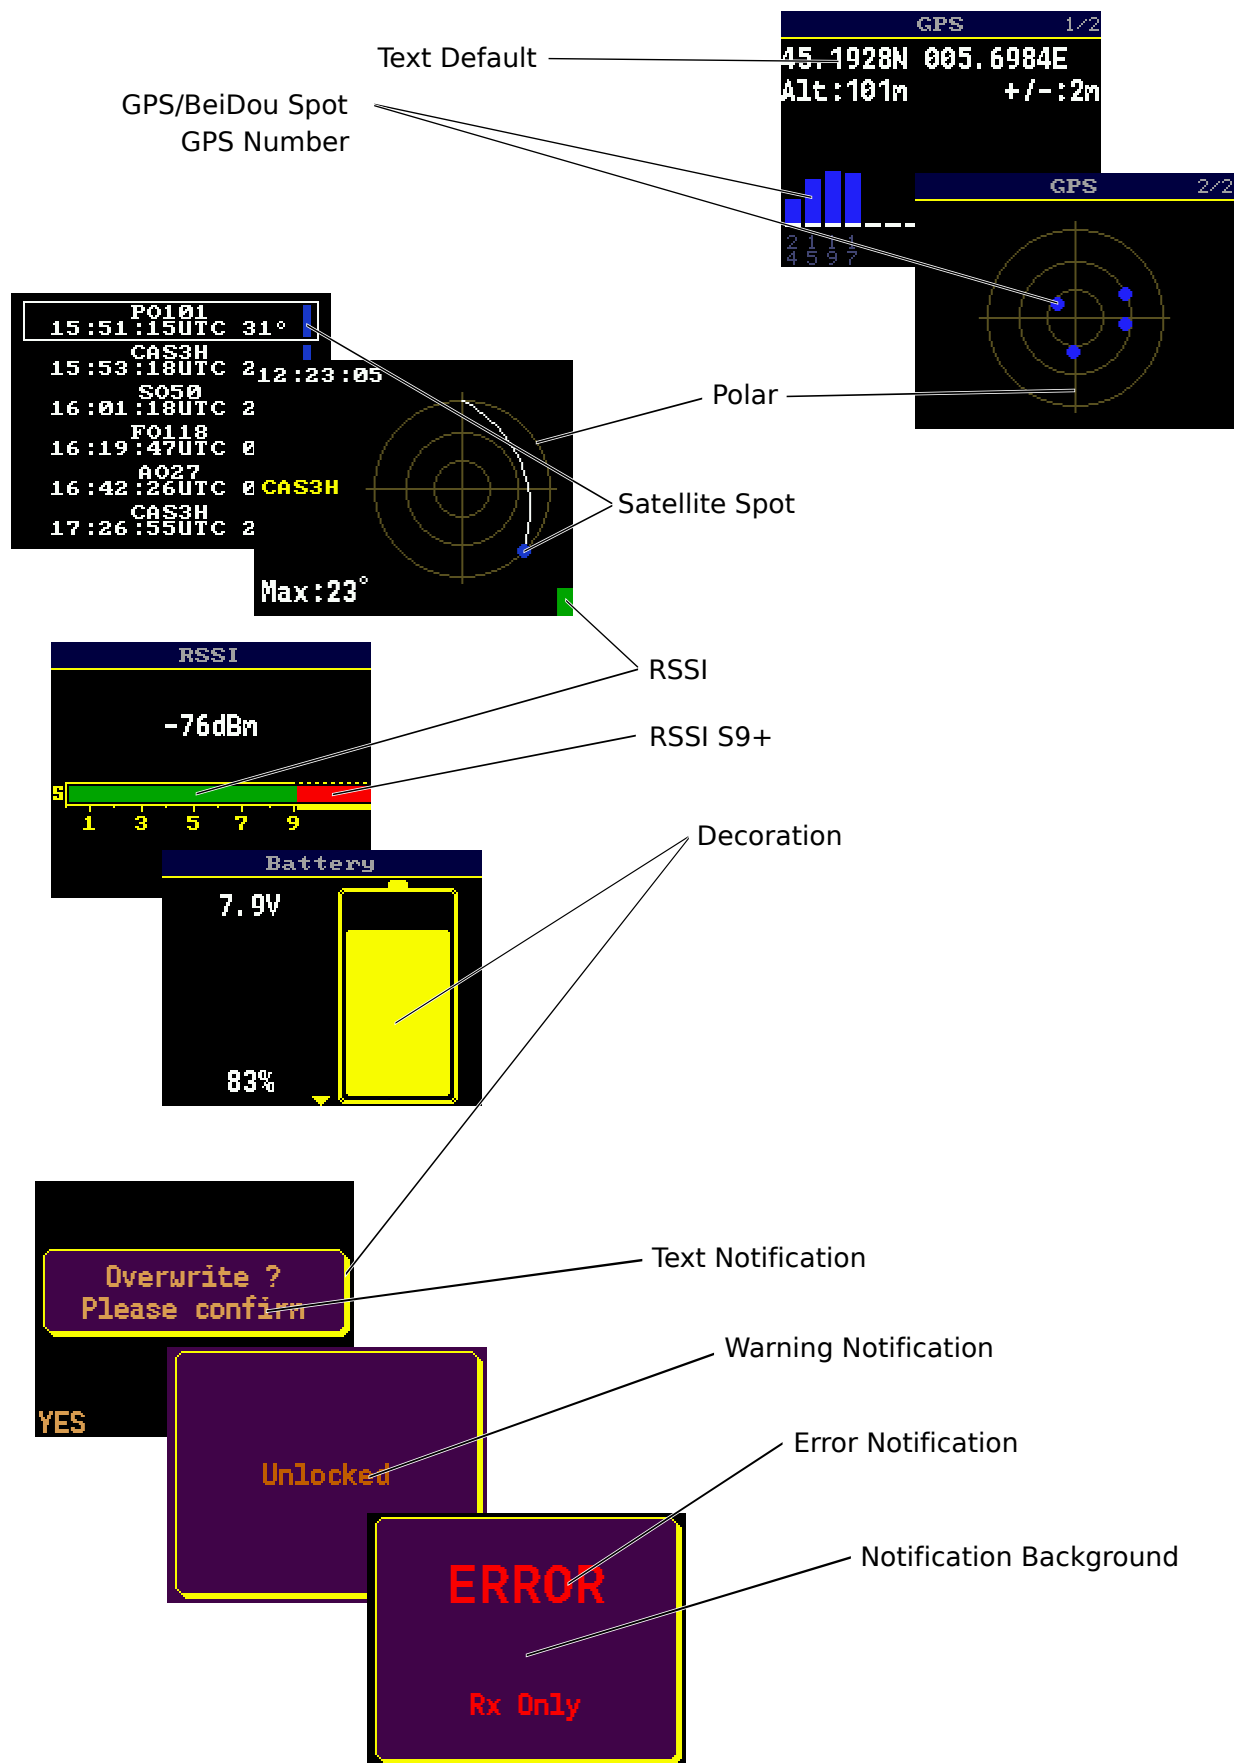 GPS 1/2
Text Default
45.1928N 005.6984E
Alt:101m +/-:2m
GPS/BeiDou Spot
GPS Number
GPS 2/2
2 1 1 1
4 5 9 7
PO101
15:51:15UTC 31°
CAS3H
15:53:18UTC 2
12:23:05
SO50
16:01:18UTC 2
Polar
FO118
16:19:47UTC 0
AO27
16:42:26UTC 0
CAS3H
CAS3H
17:26:55UTC 2
Satellite Spot
Max:23°
RSSI
RSSI
-76dBm
RSSI S9+
S
1 3 5 7 9
Decoration
Battery
7.9V
83%
Text Notification
Overwrite ?
Please confirm
Warning Notification
YES
Error Notification
Unlocked
Notification Background
ERROR
Rx Only